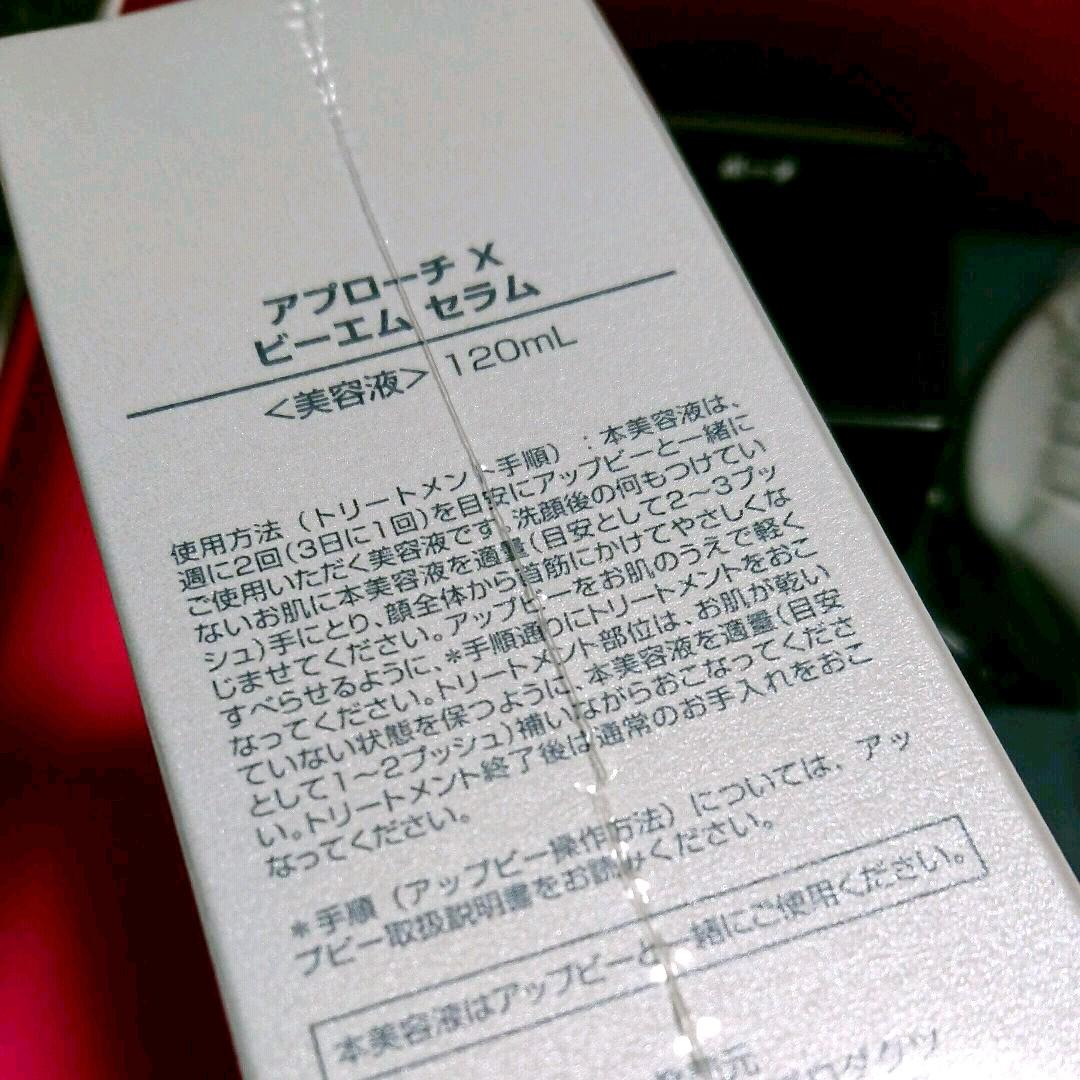 アプローチ X
ビーエム セラム
<美容液> 120mL
使用方法（トリートメント手順）：本美容液は、
週に2回(3日に1回)を目安にアップビーと一緒に
ご使用いただく美容液です。洗顔後の何もつけてい
ないお肌に本美容液を適量(目安として2～3プッ
シュ)手にとり、顔全体から首筋にかけてやさしくな
じませてください。アップビーをお肌のうえで軽く
すべらせるように、*手順通りにトリートメントをおこ
なってください。トリートメント部位は、お肌が乾い
ていない状態を保つように、本美容液を適量(目安
として1～2プッシュ)補いながらおこなってくださ
い。トリートメント終了後は通常のお手入れをおこ
なってください。
*手順（アップビー操作方法）については、アッ
プビー取扱説明書をお読みください。
本美容液はアップビーと一緒にご使用ください。